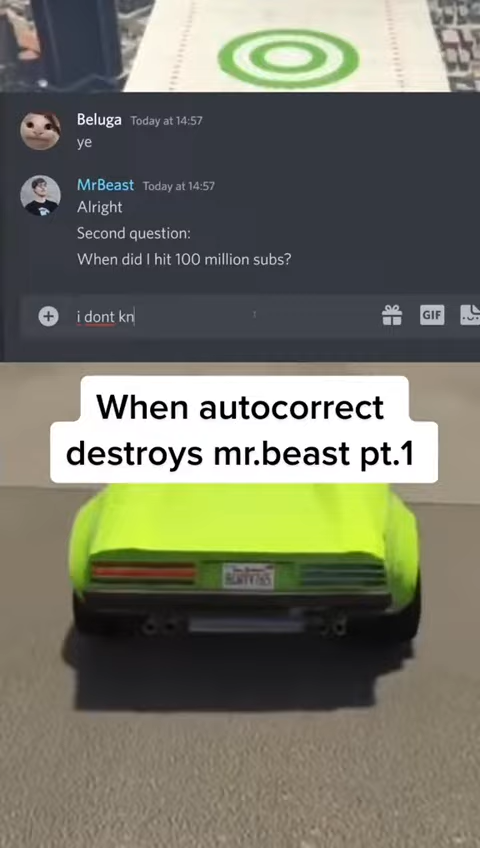 Beluga Today at 14:57
ye
MrBeast Today at 14:57
Alright
Second question:
When did I hit 100 million subs?
i dont kn
GIF
When autocorrect
destroys mr.beast pt.1